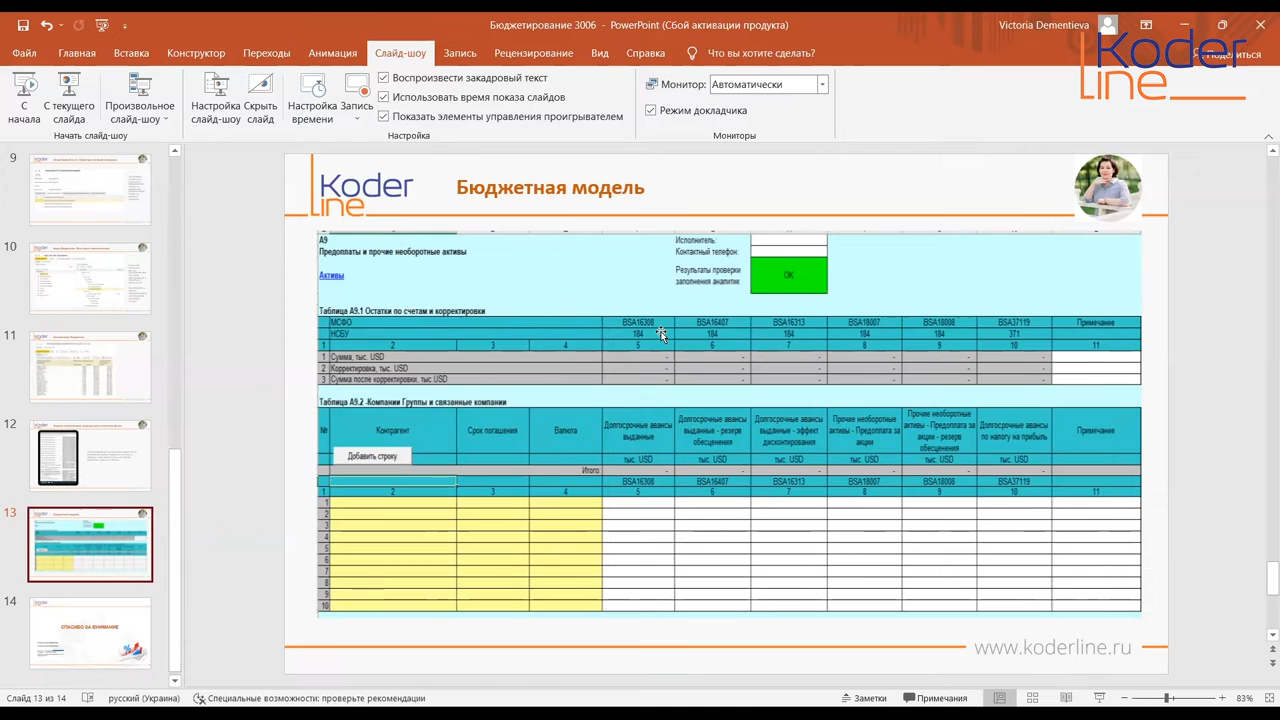 Бюджетирование 3006 - PowerPoint (Сбой активации продукта)
Victoria Dementieva
Файл Главная Вставка Конструктор Переходы Анимация Слайд-шоу Запись Рецензирование Вид Справка Что вы хотите сделать? Поделиться
Koder line
С начала
С текущего слайда
Произвольное слайд-шоу
Начать слайд-шоу
Настройка слайд-шоу
Скрыть слайд
Настройка времени
Запись
Воспроизвести закадровый текст
Использовать время показа слайдов
Показать элементы управления проигрывателем
Настройка
Монитор: Автоматически
Режим докладчика
Мониторы
9
10
11
12
13
14
СПАСИБО ЗА ВНИМАНИЕ
Koder line
Бюджетная модель
А9
Предоплаты и прочие необоротные активы
Активы
Исполнитель:
Контактный телефон:
Результаты проверки заполнения аналитик
OK
Таблица А9.1 Остатки по счетам и корректировки
МСФО BSA16308 BSA16407 BSA16313 BSA18007 BSA18008 BSA37119 Примечание
НСБУ 184 184 184 184 184 371
1 2 3 4 5 6 7 8 9 10 11
1 Сумма, тыс. USD - - - - - -
2 Корректировка, тыс. USD - - - - - -
3 Сумма после корректировки, тыс.USD - - - - - -
Таблица А9.2 -Компании Группы и связанные компании
№ Контрагент Срок погашения Валюта Долгосрочные авансы выданные Долгосрочные авансы выданные - резерв обесценения Долгосрочные авансы выданные - эффект дисконтирования Прочие необоротные активы - Предоплата за акции Прочие необоротные активы - Предоплата за акции - резерв обесценения Долгосрочные авансы по налогу на прибыль Примечание
Добавить строку
тыс. USD тыс. USD тыс. USD тыс. USD тыс. USD тыс. USD
Итого: - - - - - -
BSA16308 BSA16407 BSA16313 BSA18007 BSA18008 BSA37119
1 2 3 4 5 6 7 8 9 10 11
1
2
3
4
5
6
7
8
9
10
www.koderline.ru
Слайд 13 из 14 русский (Украина) Специальные возможности: проверьте рекомендации Заметки Примечания 83%